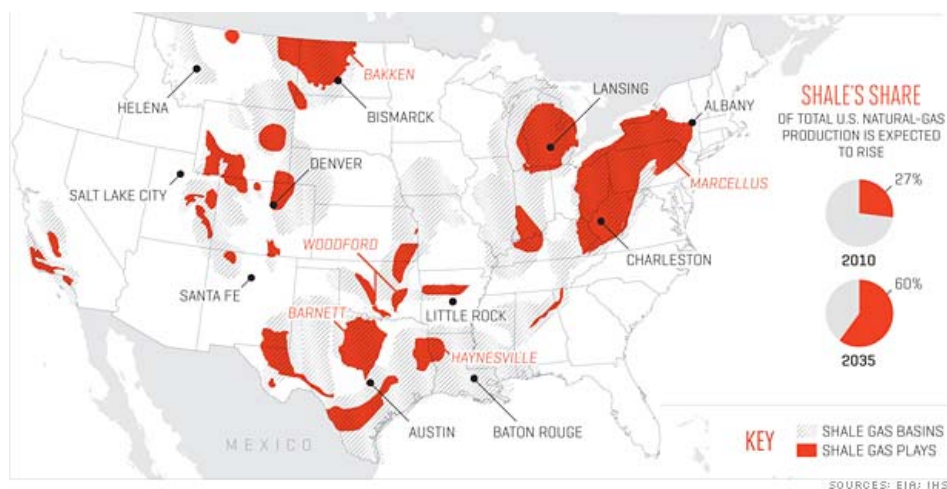 BAKKEN
HELENA
BISMARCK
LANSING
ALBANY
DENVER
SALT LAKE CITY
MARCELLUS
WOODFORD
CHARLESTON
SANTA FE
BARNETT
LITTLE ROCK
HAYNESVILLE
AUSTIN
BATON ROUGE
MEXICO
SHALE'S SHARE
OF TOTAL U.S. NATURAL-GAS
PRODUCTION IS EXPECTED
TO RISE
27%
2010
60%
2035
KEY
SHALE GAS BASINS
SHALE GAS PLAYS
SOURCES: EIA; IHS